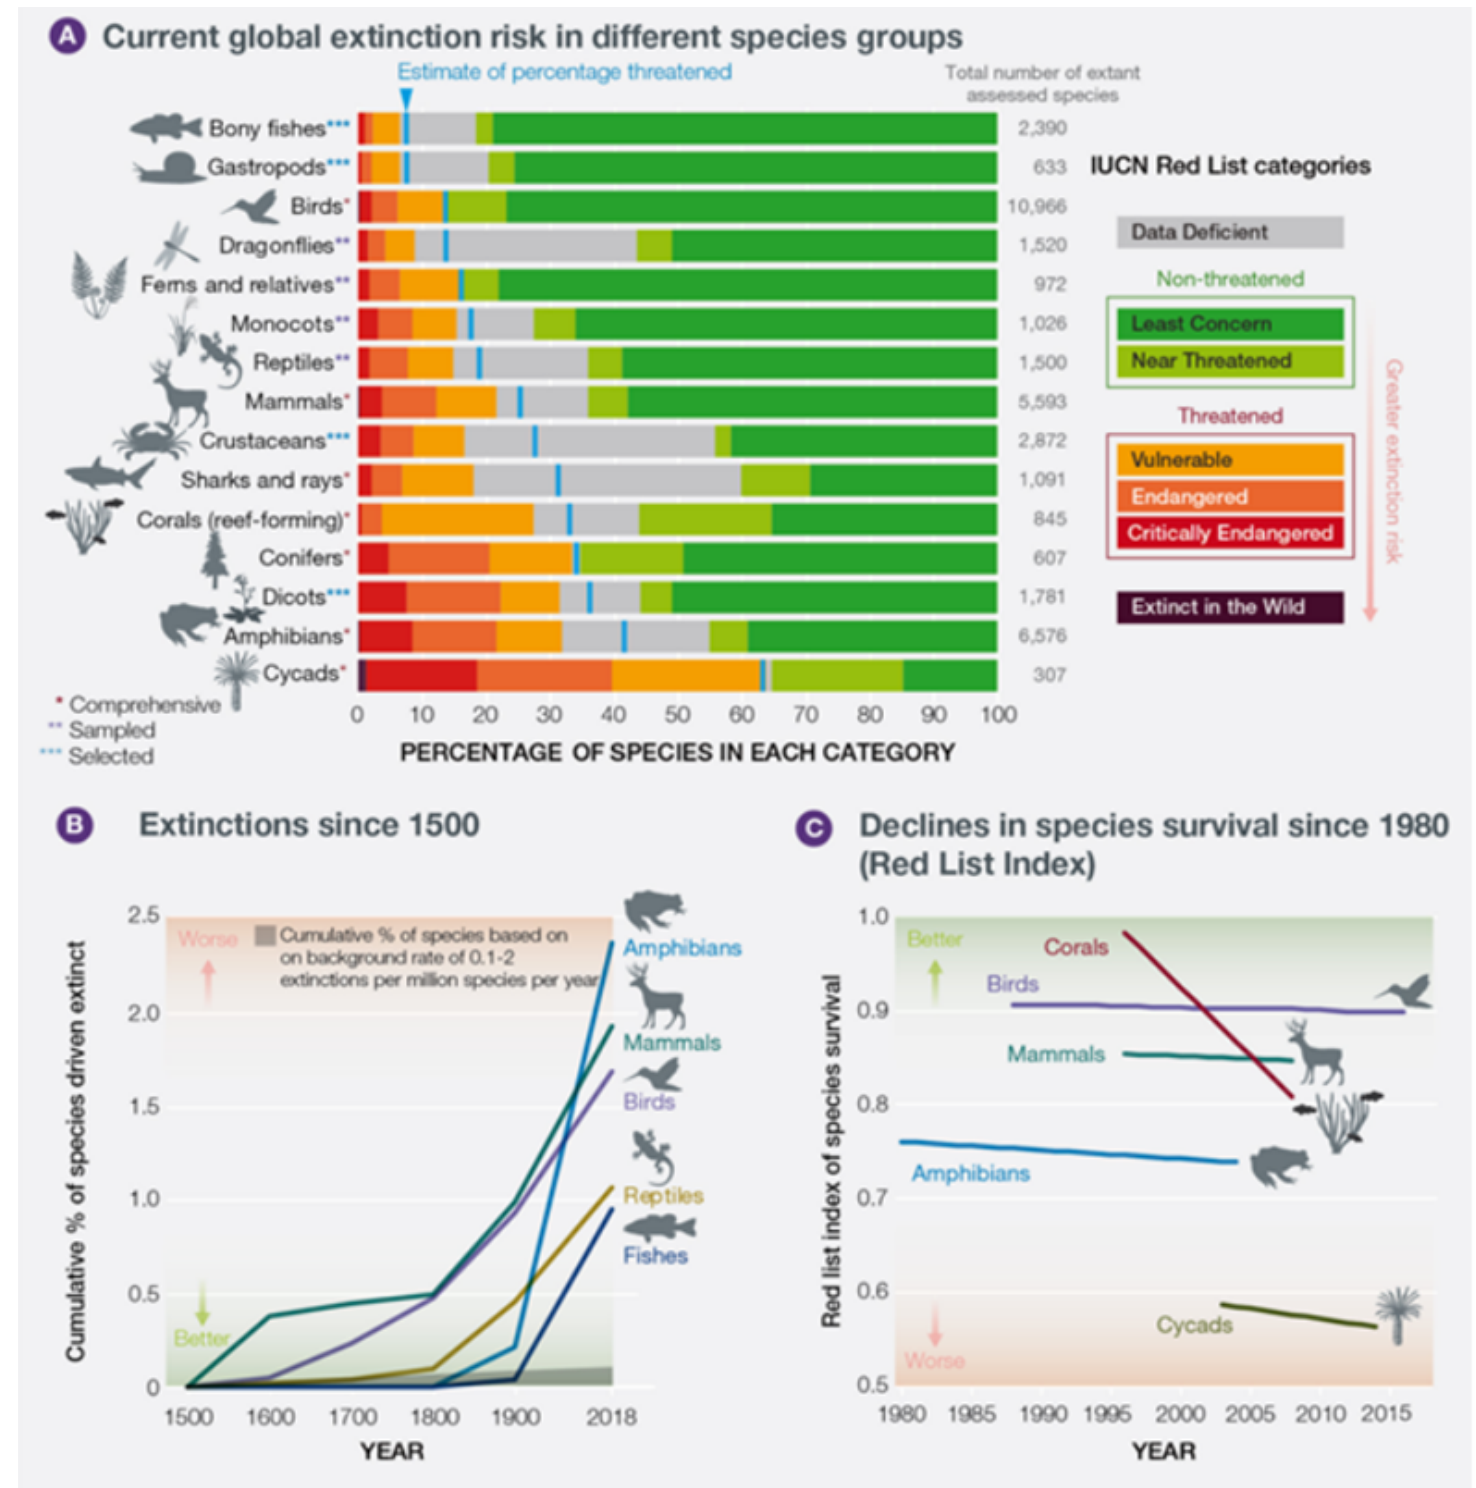 A Current global extinction risk in different species groups
Estimate of percentage threatened
Total number of extant
assessed species
Bony fishes*** 2,390
Gastropods*** 633
Birds* 10,966
Dragonflies** 1,520
Ferns and relatives** 972
Monocots** 1,026
Reptiles** 1,500
Mammals* 5,593
Crustaceans*** 2,872
Sharks and rays* 1,091
Corals (reef-forming)* 845
Conifers* 607
Dicots*** 1,781
Amphibians* 6,576
Cycads* 307
* Comprehensive
** Sampled
*** Selected
0 10 20 30 40 50 60 70 80 90 100
PERCENTAGE OF SPECIES IN EACH CATEGORY
IUCN Red List categories
Data Deficient
Non-threatened
Least Concern
Near Threatened
Threatened
Vulnerable
Endangered
Critically Endangered
Extinct in the Wild
Greater extinction risk
B Extinctions since 1500
Cumulative % of species driven extinct
2.5
2.0
1.5
1.0
0.5
0
Worse
Cumulative % of species based on
on background rate of 0.1-2
extinctions per million species per year
Better
Amphibians
Mammals
Birds
Reptiles
Fishes
1500 1600 1700 1800 1900 2018
YEAR
C Declines in species survival since 1980
(Red List Index)
Red list index of species survival
1.0
0.9
0.8
0.7
0.6
0.5
Better
Corals
Birds
Mammals
Amphibians
Cycads
Worse
1980 1985 1990 1995 2000 2005 2010 2015
YEAR